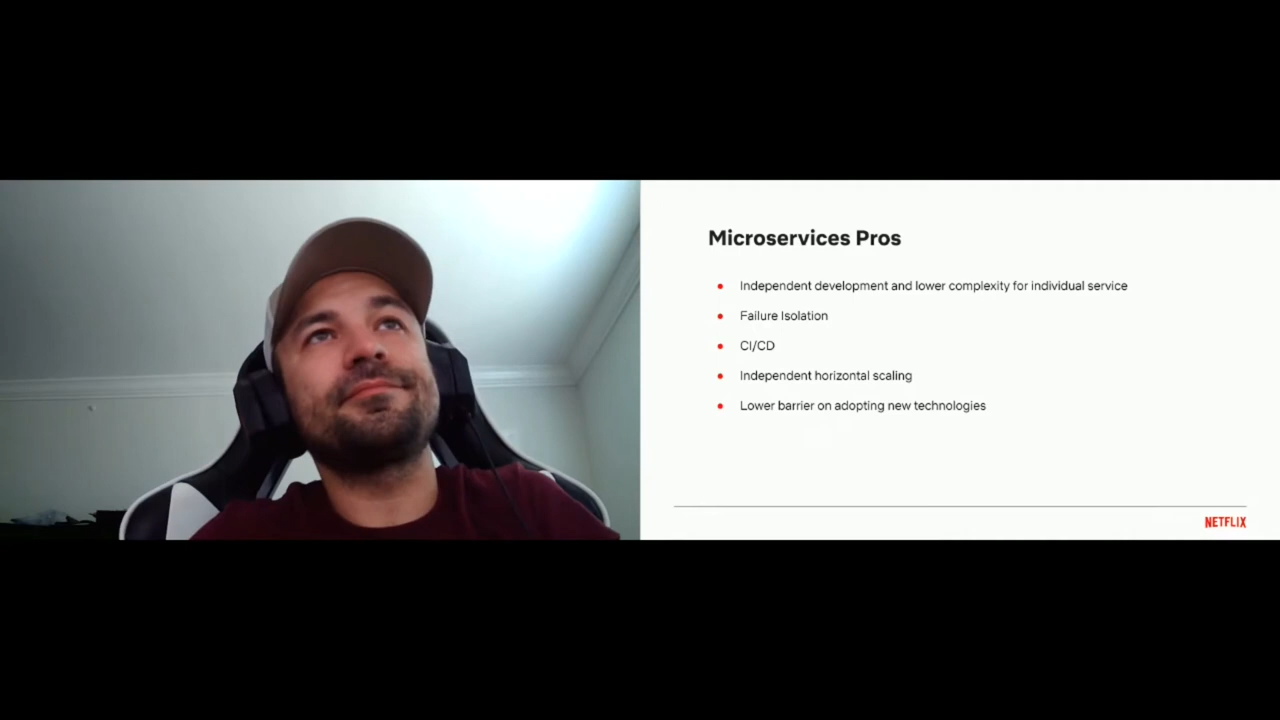 Microservices Pros
Independent development and lower complexity for individual service
Failure Isolation
CI/CD
Independent horizontal scaling
Lower barrier on adopting new technologies
NETFLIX